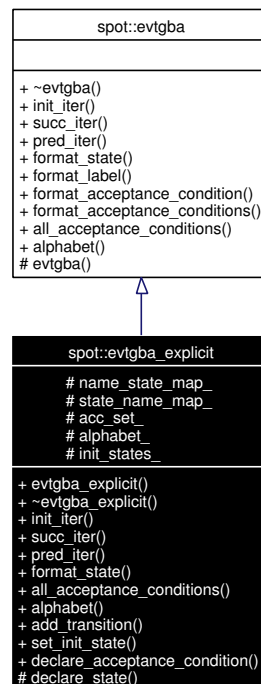 spot::evtgba
+ ~evtgba()
+ init_iter()
+ succ_iter()
+ pred_iter()
+ format_state()
+ format_label()
+ format_acceptance_condition()
+ format_acceptance_conditions()
+ all_acceptance_conditions()
+ alphabet()
# evtgba()
spot::evtgba_explicit
# name_state_map_
# state_name_map_
# acc_set_
# alphabet_
# init_states_
+ evtgba_explicit()
+ ~evtgba_explicit()
+ init_iter()
+ succ_iter()
+ pred_iter()
+ format_state()
+ all_acceptance_conditions()
+ alphabet()
+ add_transition()
+ set_init_state()
+ declare_acceptance_condition()
# declare_state()